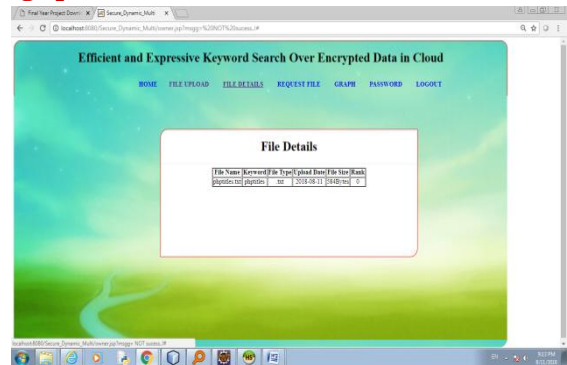 Final Year Project Down
Secure_Dynamic_Multi
localhost:8080/Secure_Dynamic_Multi/owner.jsp?msgg=%20NOT%20sucess..!#
Efficient and Expressive Keyword Search Over Encrypted Data in Cloud
HOME FILE UPLOAD FILE DETAILS REQUEST FILE GRAPH PASSWORD LOGOUT
File Details
File Name Keyword File Type Upload Date File Size Rank
phptitles.txt phptitles .txt 2018-08-11 584Bytes 0
localhost:8080/Secure_Dynamic_Multi/owner.jsp?msgg= NOT sucess..!#
EN